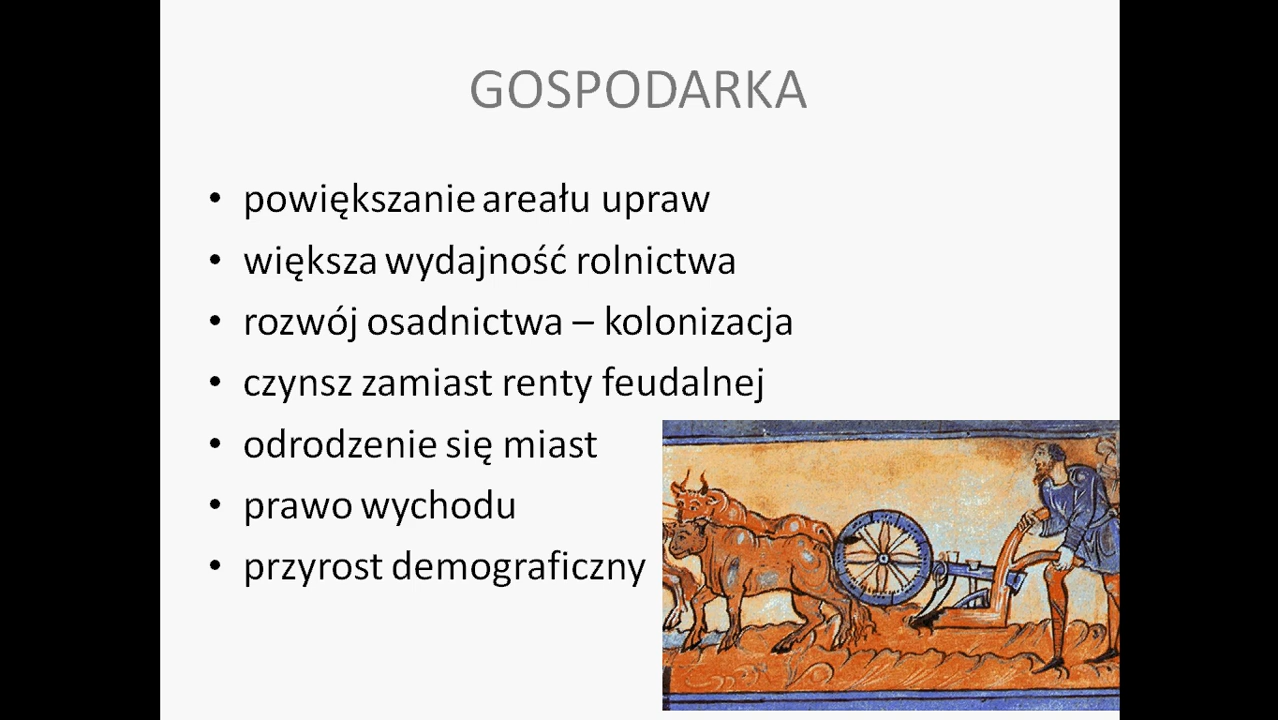 GOSPODARKA
• powiększanie areału upraw
• większa wydajność rolnictwa
• rozwój osadnictwa – kolonizacja
• czynsz zamiast renty feudalnej
• odrodzenie się miast
• prawo wychodu
• przyrost demograficzny